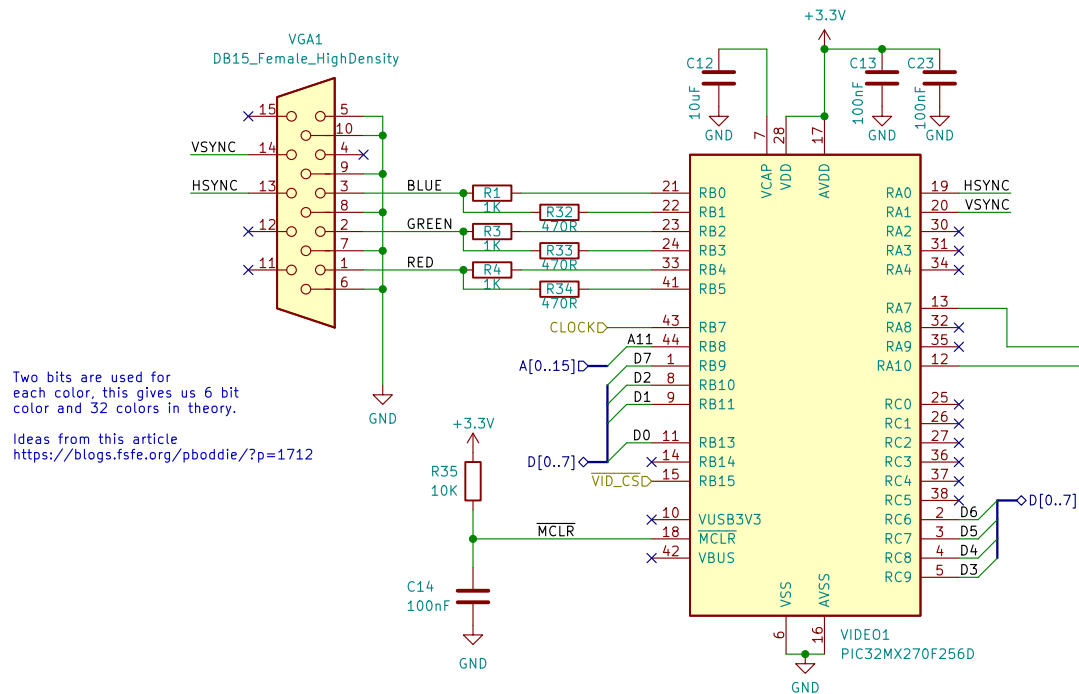 +3.3V
VGA1
DB15_Female_HighDensity
C12
10uF
GND
C13
100nF
GND
C23
100nF
GND
15
5
10
VSYNC
14
4
9
HSYNC
13
3
8
12
2
7
11
1
6
BLUE
GREEN
RED
GND
R1
1K
R32
470R
R3
1K
R33
470R
R4
1K
R34
470R
7
28
17
VCAP
VDD
AVDD
21
RB0
22
RB1
23
RB2
24
RB3
33
RB4
41
RB5
CLOCK
43
RB7
A11
44
RB8
A[0..15]
D7
1
RB9
D2
8
RB10
D1
9
RB11
D0
11
RB13
D[0..7]
14
RB14
VID_CS
15
RB15
10
VUSB3V3
MCLR
18
MCLR
42
VBUS
RA0
19
HSYNC
RA1
20
VSYNC
RA2
30
RA3
31
RA4
34
RA7
13
RA8
32
RA9
35
RA10
12
RC0
25
RC1
26
RC2
27
RC3
36
RC4
37
RC5
38
RC6
2
D6
RC7
3
D5
RC8
4
D4
RC9
5
D3
D[0..7]
VSS
AVSS
6
16
GND
VIDEO1
PIC32MX270F256D
Two bits are used for
each color, this gives us 6 bit
color and 32 colors in theory.
Ideas from this article
https://blogs.fsfe.org/pboddie/?p=1712
+3.3V
R35
10K
C14
100nF
GND